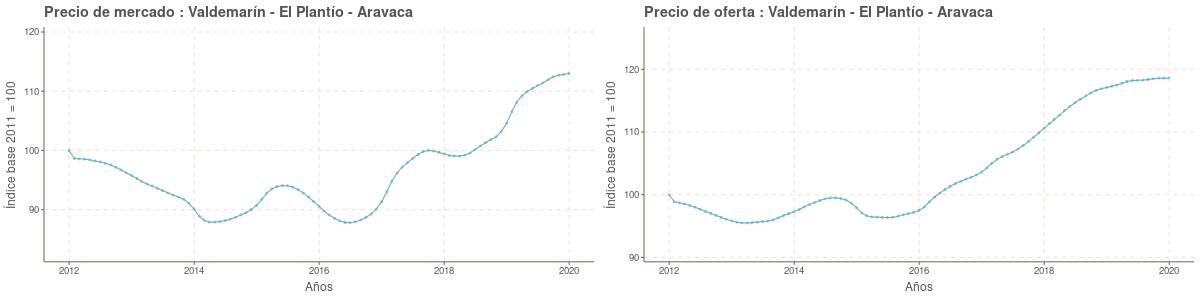 Precio de mercado : Valdemarín - El Plantío - Aravaca
Índice base 2011 = 100
120
110
100
90
2012 2014 2016 2018 2020
Años
Precio de oferta : Valdemarín - El Plantío - Aravaca
Índice base 2011 = 100
120
110
100
90
2012 2014 2016 2018 2020
Años